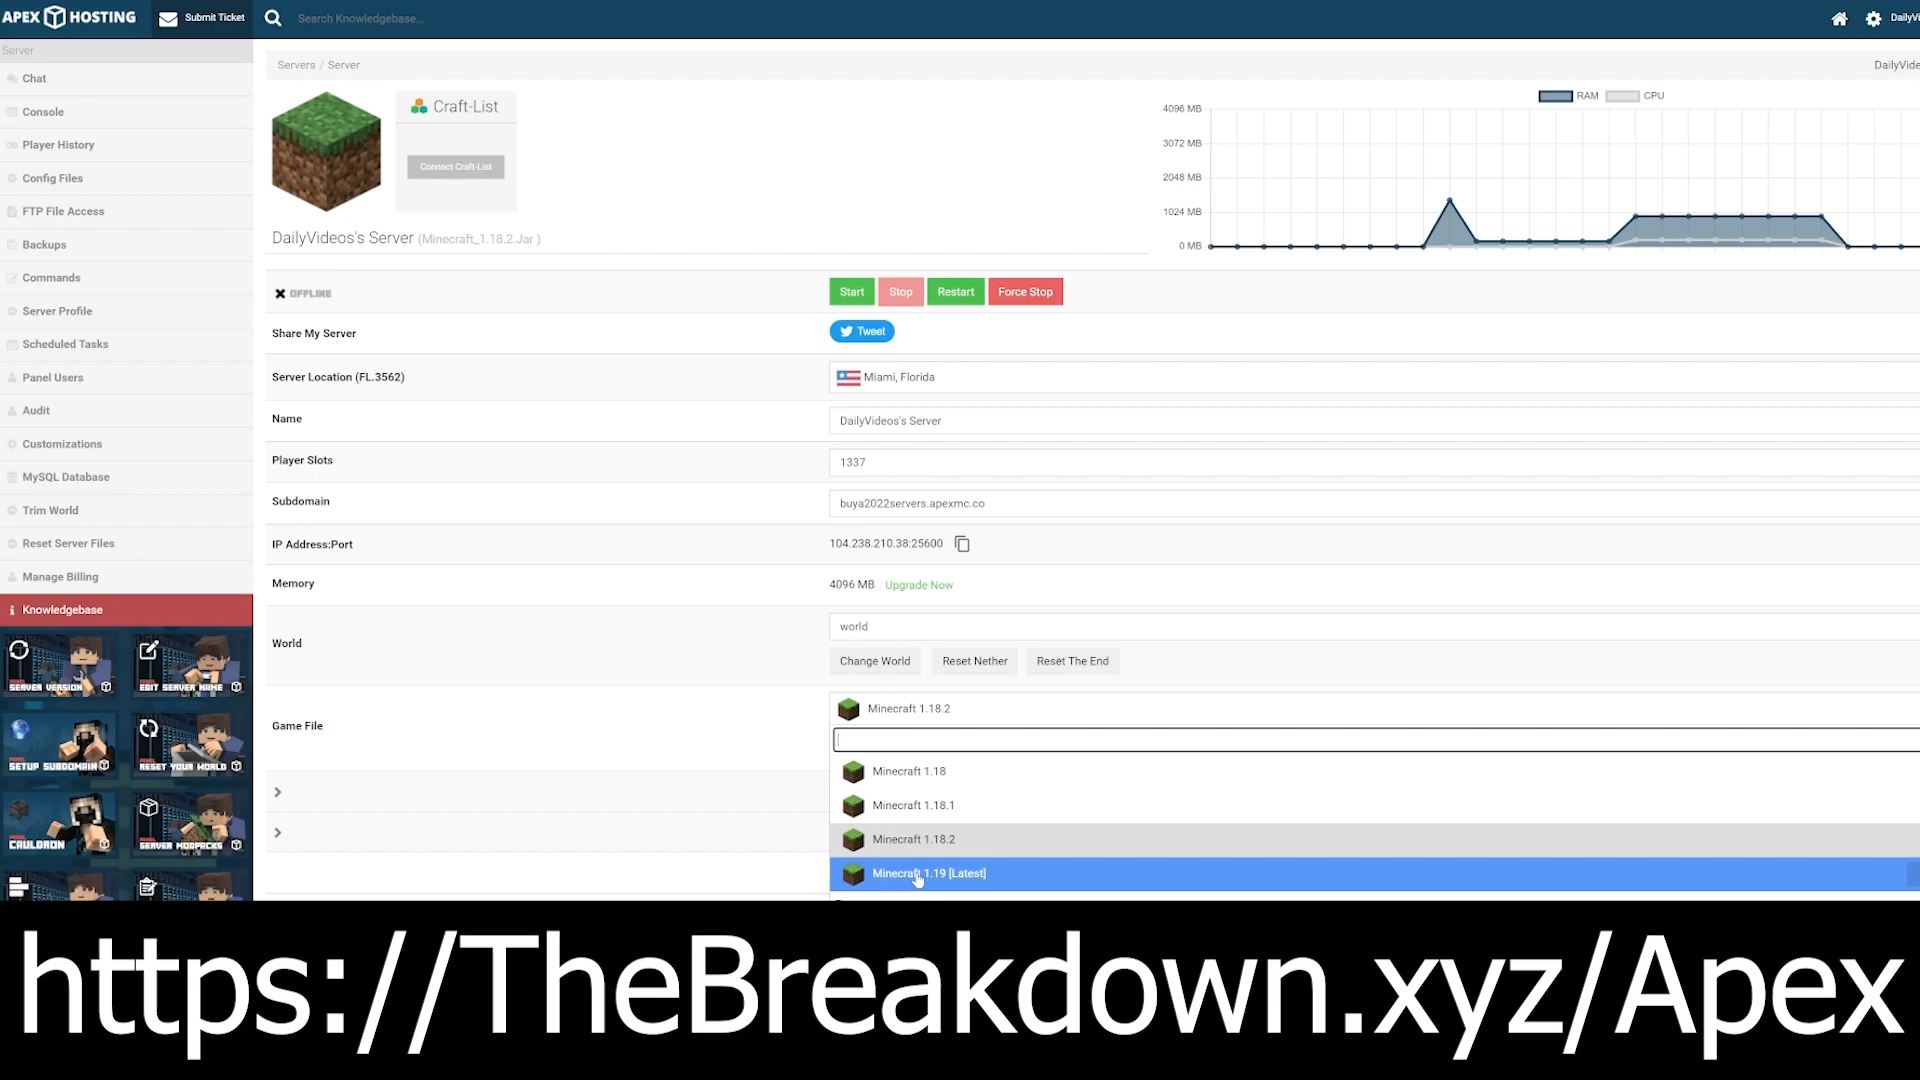 APEX HOSTING
Submit Ticket
Search Knowledgebase...
DailyVi
Server
Chat
Console
Player History
Config Files
FTP File Access
Backups
Commands
Server Profile
Scheduled Tasks
Panel Users
Audit
Customizations
MySQL Database
Trim World
Reset Server Files
Manage Billing
Knowledgebase
SERVER VERSION
EDIT SERVER NAME
SETUP SUBDOMAIN
RESET YOUR WORLD
CAULDRON
SERVER MODPACKS
Servers / Server
DailyVide
Craft-List
Connect Craft-List
DailyVideos's Server (Minecraft_1.18.2.Jar )
RAM CPU
4096 MB
3072 MB
2048 MB
1024 MB
0 MB
OFFLINE
Start Stop Restart Force Stop
Share My Server
Tweet
Server Location (FL.3562)
Miami, Florida
Name
DailyVideos's Server
Player Slots
1337
Subdomain
buya2022servers.apexmc.co
IP Address:Port
104.238.210.38:25600
Memory
4096 MB Upgrade Now
World
world
Change World Reset Nether Reset The End
Game File
Minecraft 1.18.2
Minecraft 1.18
Minecraft 1.18.1
Minecraft 1.18.2
Minecraft 1.19 [Latest]
https://TheBreakdown.xyz/Apex